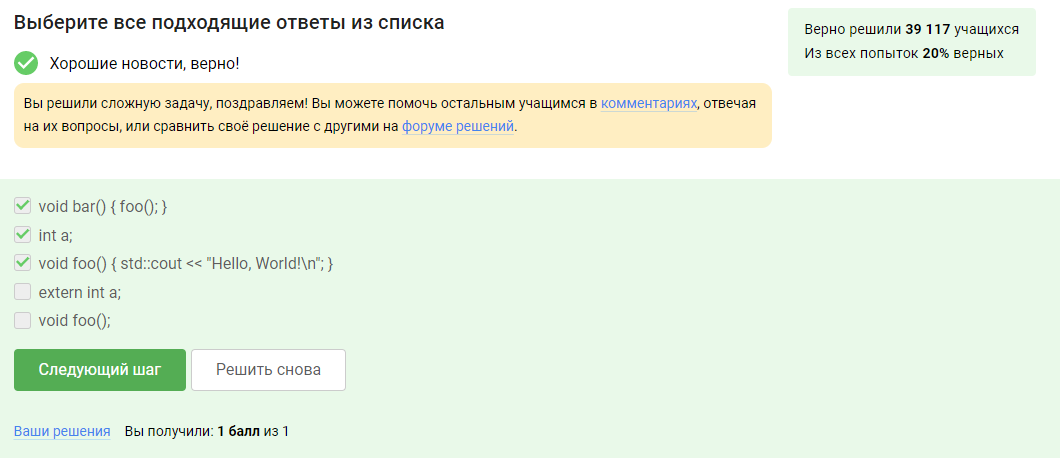 Выберите все подходящие ответы из списка
Верно решили 39 117 учащихся
Из всех попыток 20% верных
Хорошие новости, верно!
Вы решили сложную задачу, поздравляем! Вы можете помочь остальным учащимся в комментариях, отвечая
на их вопросы, или сравнить своё решение с другими на форуме решений.
void bar() { foo(); }
int a;
void foo() { std::cout << "Hello, World!\n"; }
extern int a;
void foo();
Следующий шаг Решить снова
Ваши решения Вы получили: 1 балл из 1